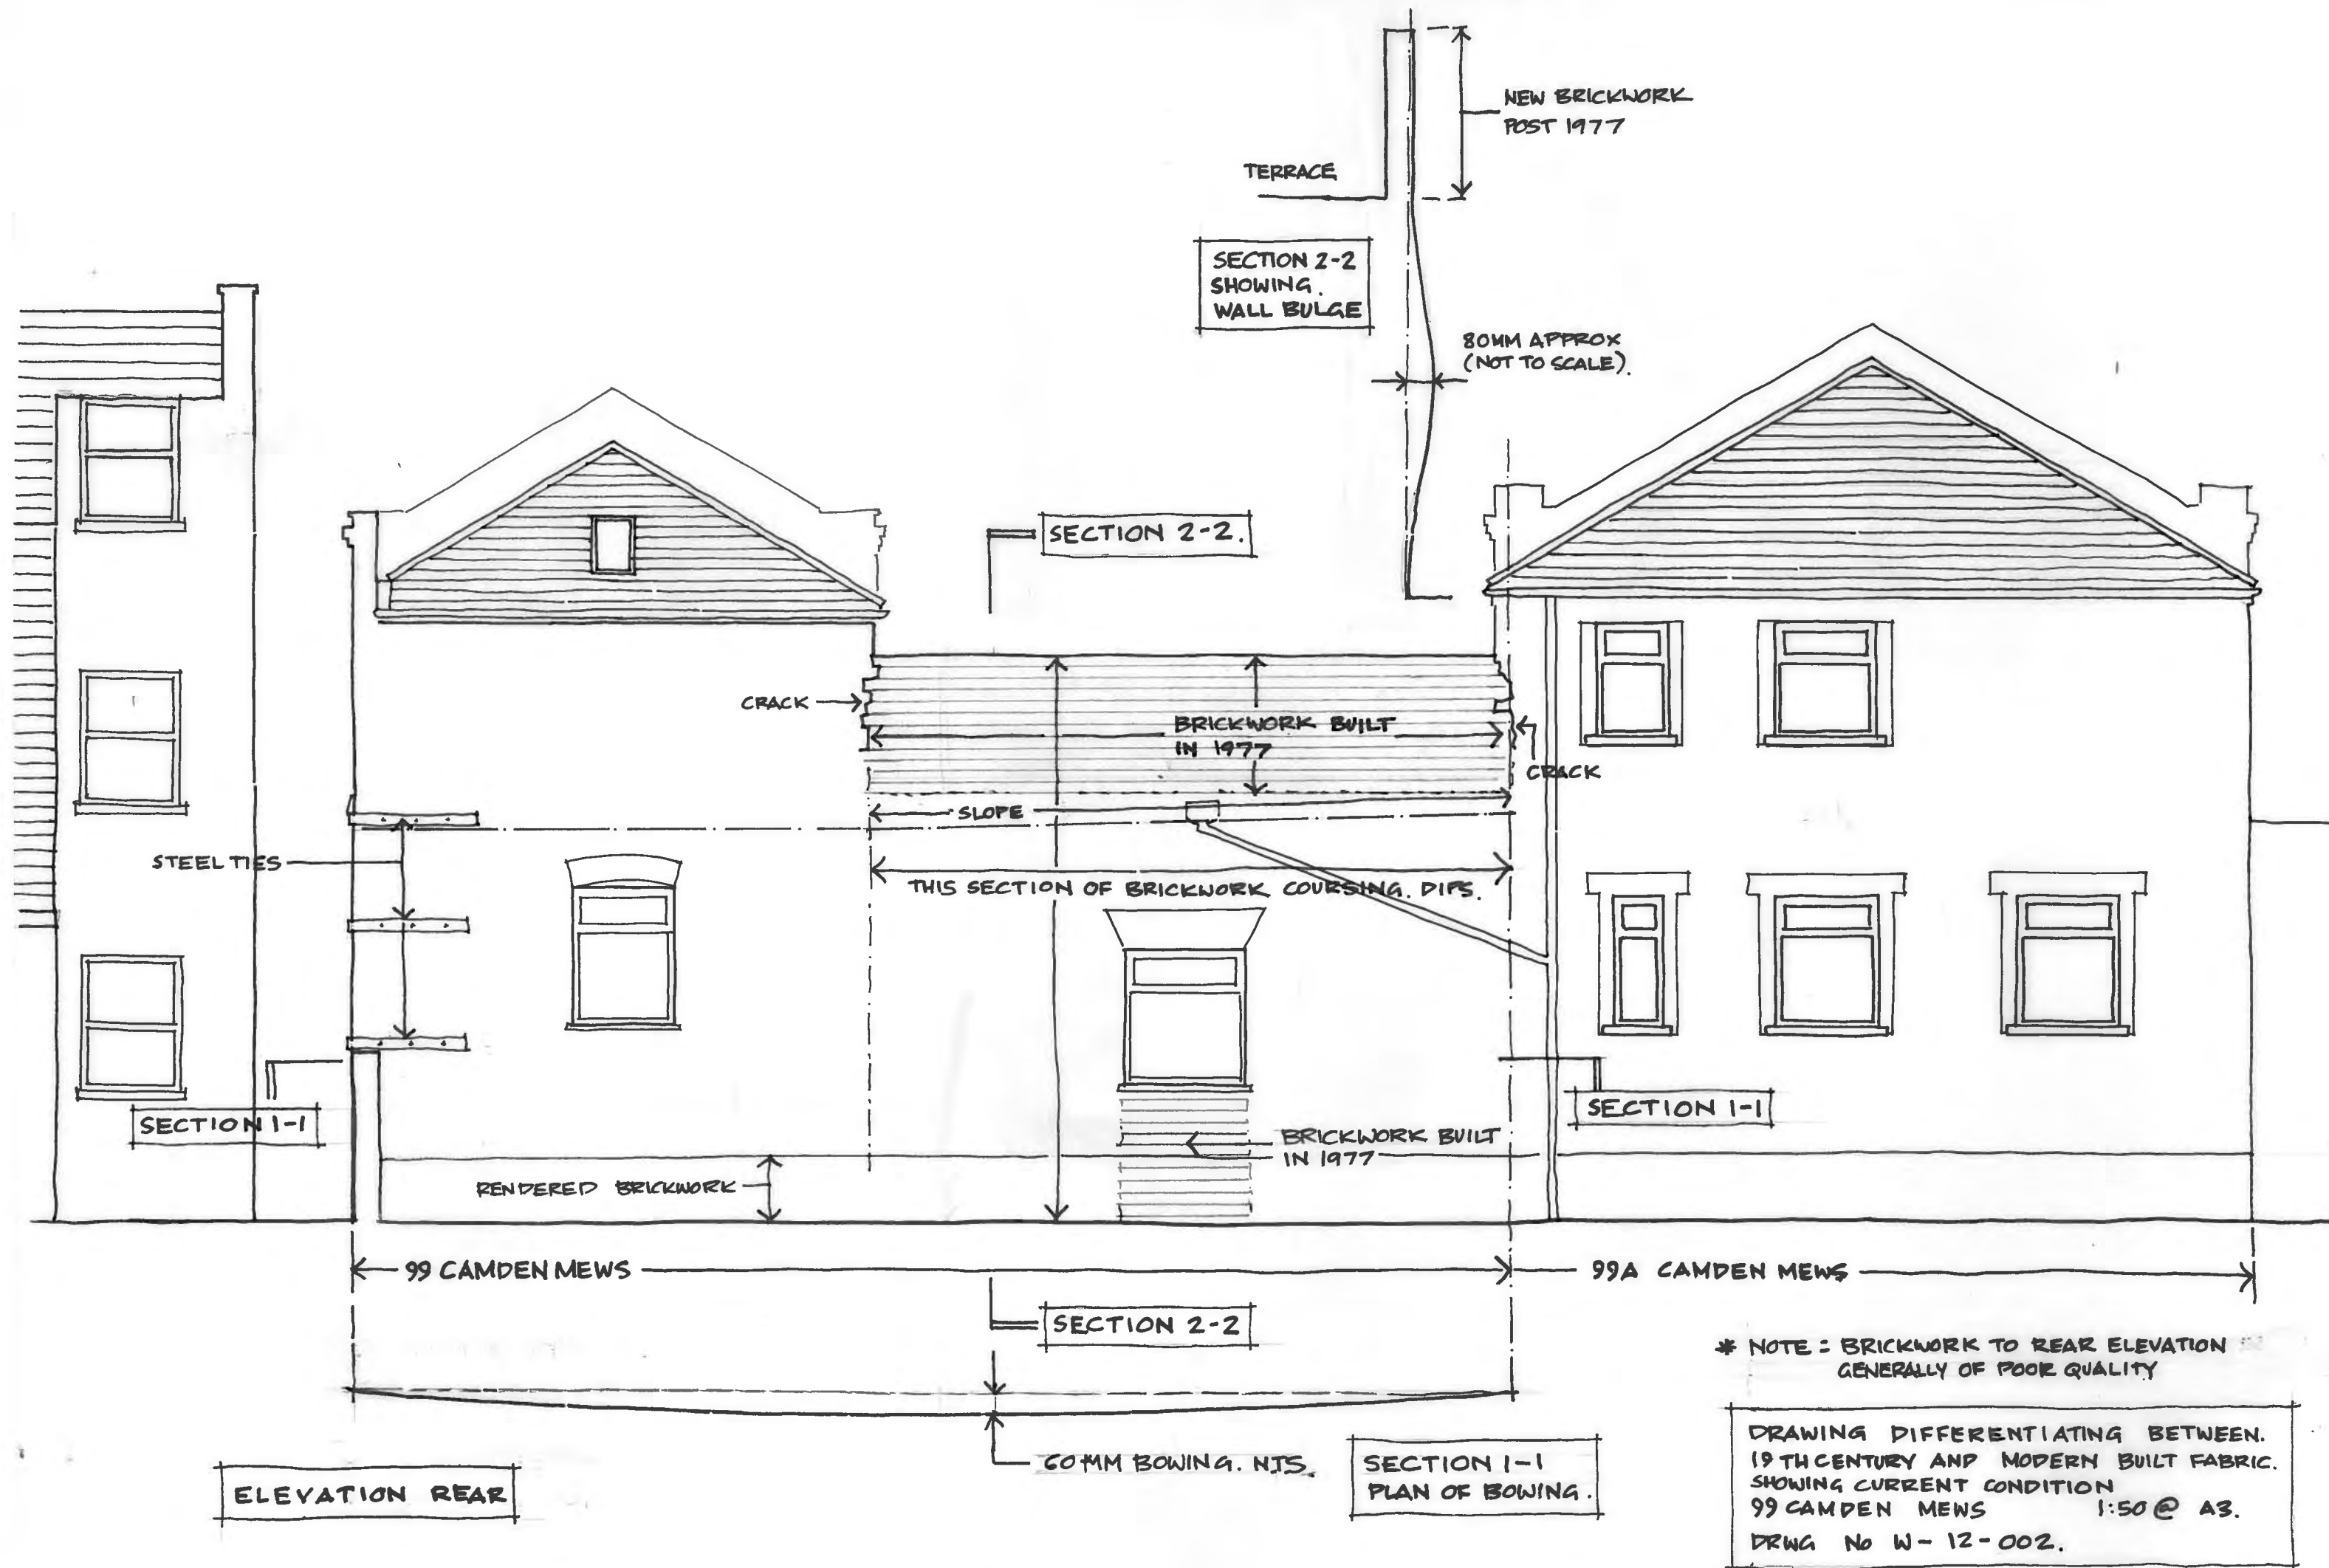 NEW BRICKWORK
POST 1977
TERRACE
SECTION 2-2
SHOWING.
WALL BULGE
80MM APPROX
(NOT TO SCALE).
SECTION 2-2.
CRACK
BRICKWORK BUILT
IN 1977
CRACK
SLOPE
STEEL TIES
THIS SECTION OF BRICKWORK COURSING. DIPS.
SECTION 1-1
SECTION 1-1
BRICKWORK BUILT
IN 1977
RENDERED BRICKWORK
99 CAMDEN MEWS
99A CAMDEN MEWS
SECTION 2-2
* NOTE: BRICKWORK TO REAR ELEVATION
GENERALLY OF POOR QUALITY
60MM BOWING. NTS.
SECTION 1-1
PLAN OF BOWING.
ELEVATION REAR
DRAWING DIFFERENTIATING BETWEEN.
19TH CENTURY AND MODERN BUILT FABRIC.
SHOWING CURRENT CONDITION
99 CAMDEN MEWS 1:50 @ A3.
DRWG No W-12-002.